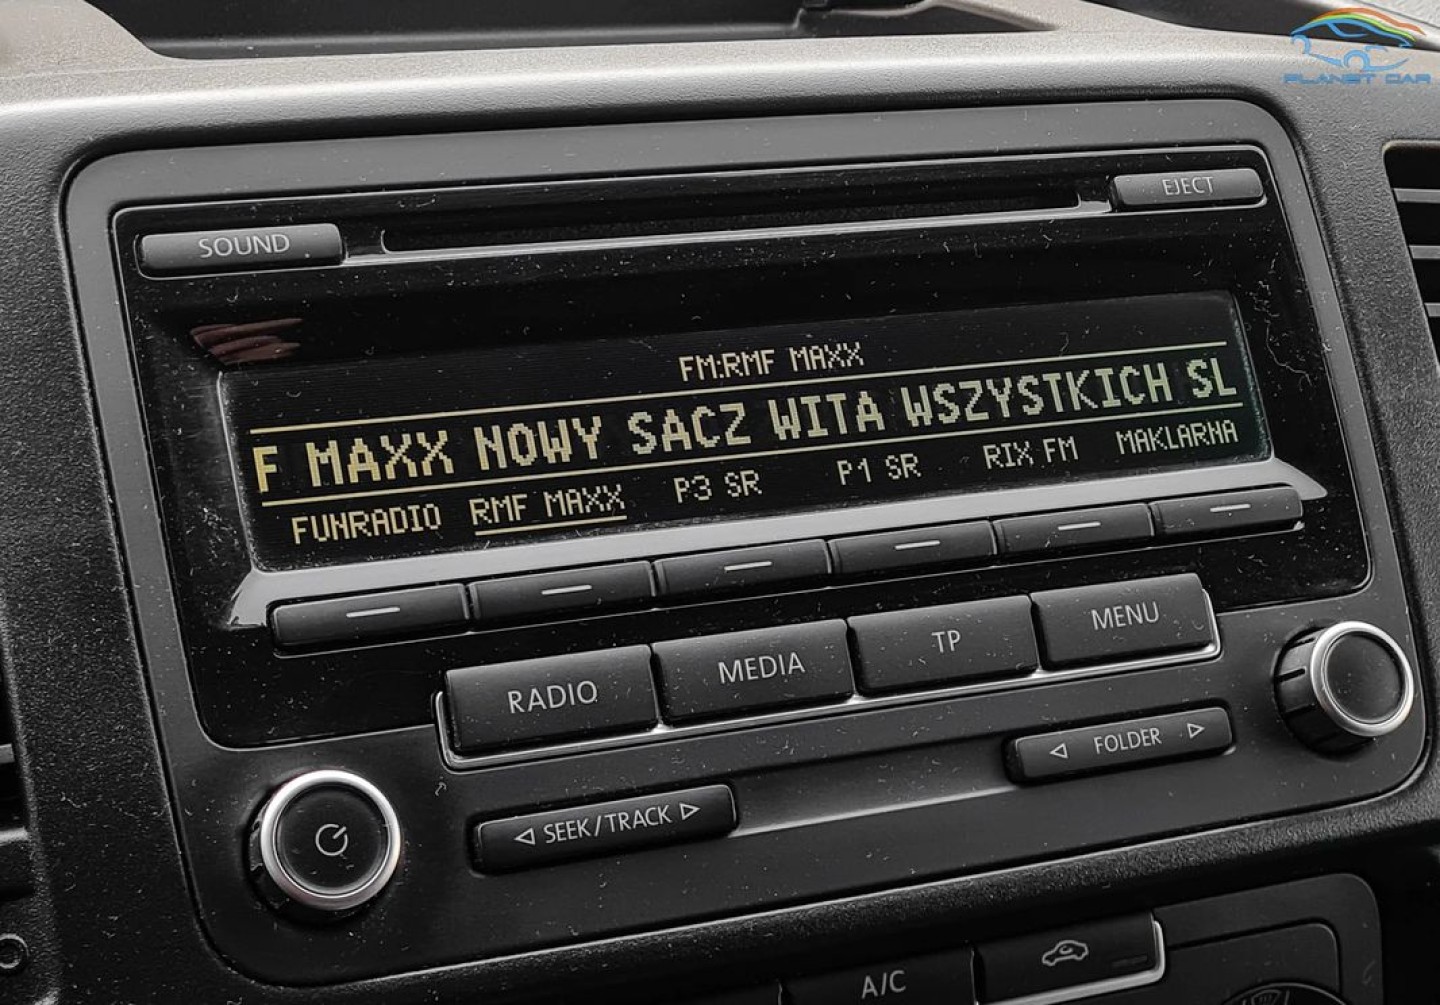 PLANET CAR
EJECT
SOUND
FM:RMF MAXX
F MAXX NOWY SACZ WITA WSZYSTKICH SL
FUNRADIO RMF MAXX P3 SR P1 SR RIX FM MAKLARNA
RADIO MEDIA TP MENU
FOLDER
SEEK/TRACK
A/C